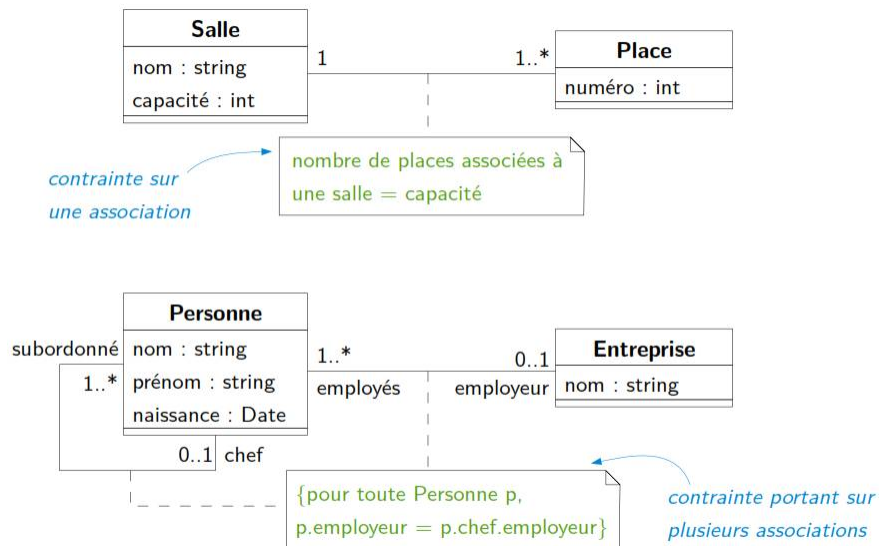 Salle
nom : string
capacité : int
1
1..*
Place
numéro : int
nombre de places associées à
une salle = capacité
contrainte sur
une association
Personne
nom : string
prénom : string
naissance : Date
subordonné
1..*
0..1 chef
1..*
employés
0..1
employeur
Entreprise
nom : string
{pour toute Personne p,
p.employeur = p.chef.employeur}
contrainte portant sur
plusieurs associations